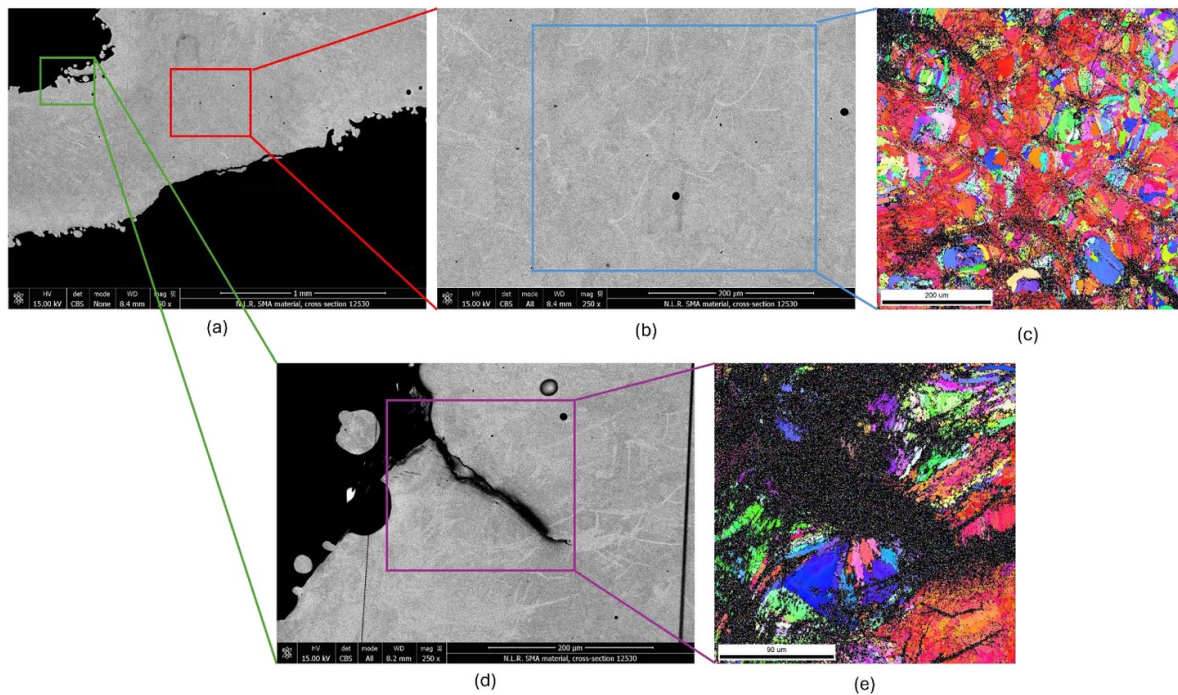 200 um
HV det mode WD mag
15.00 kV CBS None 8.4 mm 60 x
1 mm
N.L.R. SMA material, cross-section 12530
HV det mode WD mag
15.00 kV CBS All 8.4 mm 250 x
200 µm
N.L.R. SMA material, cross-section 12530
(a)
(b)
(c)
HV det mode WD mag
15.00 kV CBS All 8.2 mm 250 x
200 µm
N.L.R. SMA material, cross-section 12530
90 um
(d)
(e)